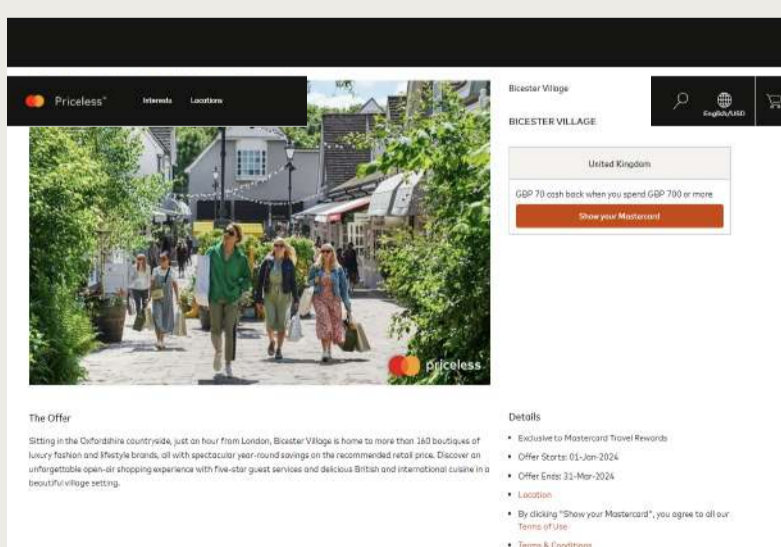 Priceless™
Interests
Locations
English/USD
Bicester Village
BICESTER VILLAGE
United Kingdom
GBP 70 cash back when you spend GBP 700 or more
Show your Mastercard
priceless
The Offer
Sitting in the Oxfordshire countryside, just an hour from London, Bicester Village is home to more than 160 boutiques of
luxury fashion and lifestyle brands, all with spectacular year-round savings on the recommended retail price. Discover an
unforgettable open-air shopping experience with five-star guest services and delicious British and international cuisine in a
beautiful village setting.
Details
• Exclusive to Mastercard Travel Rewards
• Offer Starts: 01-Jan-2024
• Offer Ends: 31-Mar-2024
• Location
• By clicking "Show your Mastercard", you agree to all our
Terms of Use
• Terms & Conditions